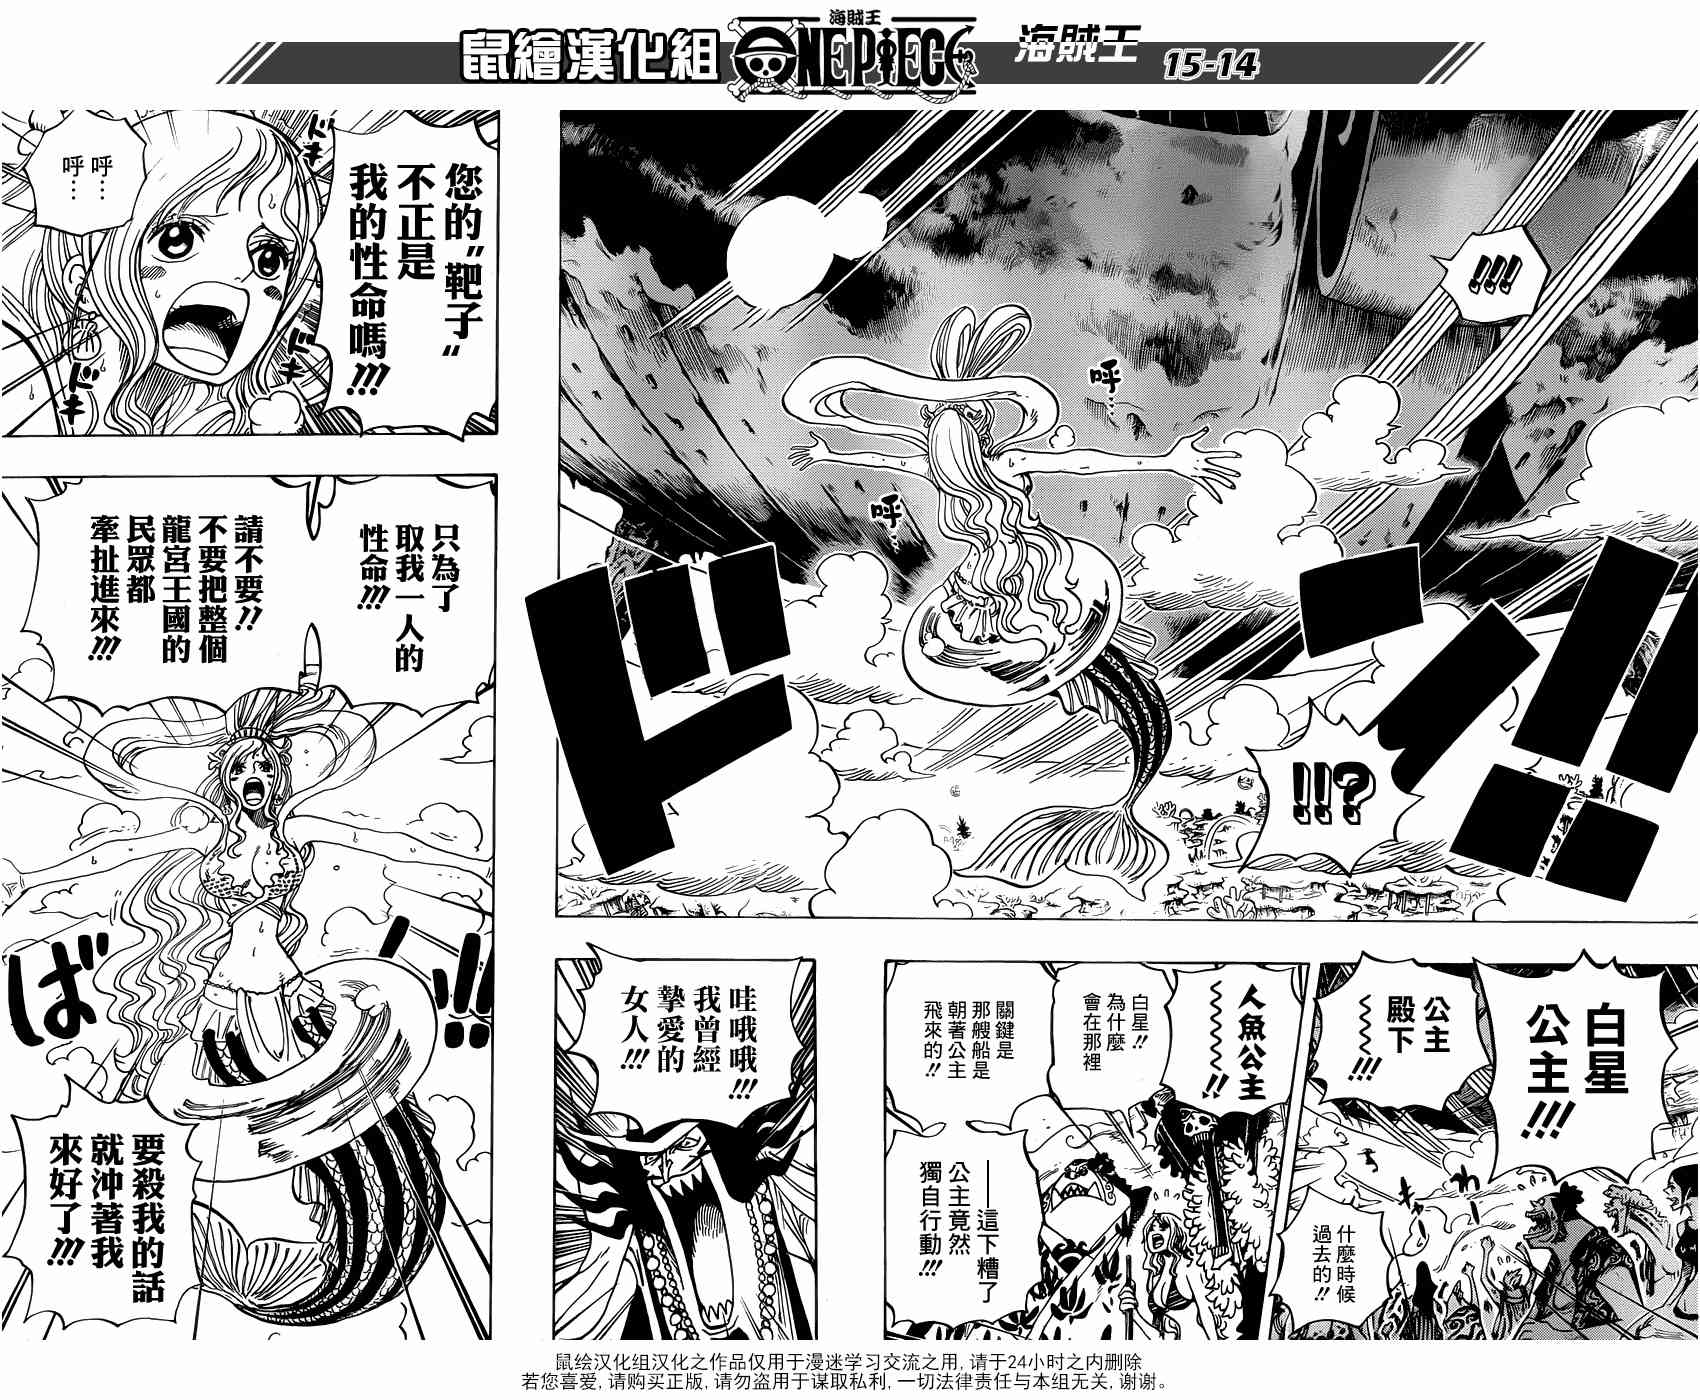 鼠繪漢化組
海賊王
ONE PIECE
海賊王
15-14
!!!
呼…
呼…
ドン!!
!!?
白星
公主!!!
公主
殿下
~~~!!!
什麼時候
過去的!!
人魚公主
~~~~!!
白星!!
為什麼
會在那裡
關鍵是
那艘船是
朝著公主
飛來的!!
——這下糟了
公主竟然
獨自行動!!!
哇哦哦!!!
我曾經
摯愛的
女人!!!
您的"靶子"
不正是
我的性命嗎!!!
呼…
呼…
ドキ
ドキ
ドキ
只為了
取我一人的
性命!!!
請不要!!
不要把整個
龍宮王國的
民眾都
牽扯進來!!!
ば
!!
要殺我的話
就沖著我
來好了!!!
鼠绘汉化组汉化之作品仅用于漫迷学习交流之用,请于24小时之内删除
若您喜爱,请购买正版,请勿盗用于谋取私利,一切法律责任与本组无关,谢谢。